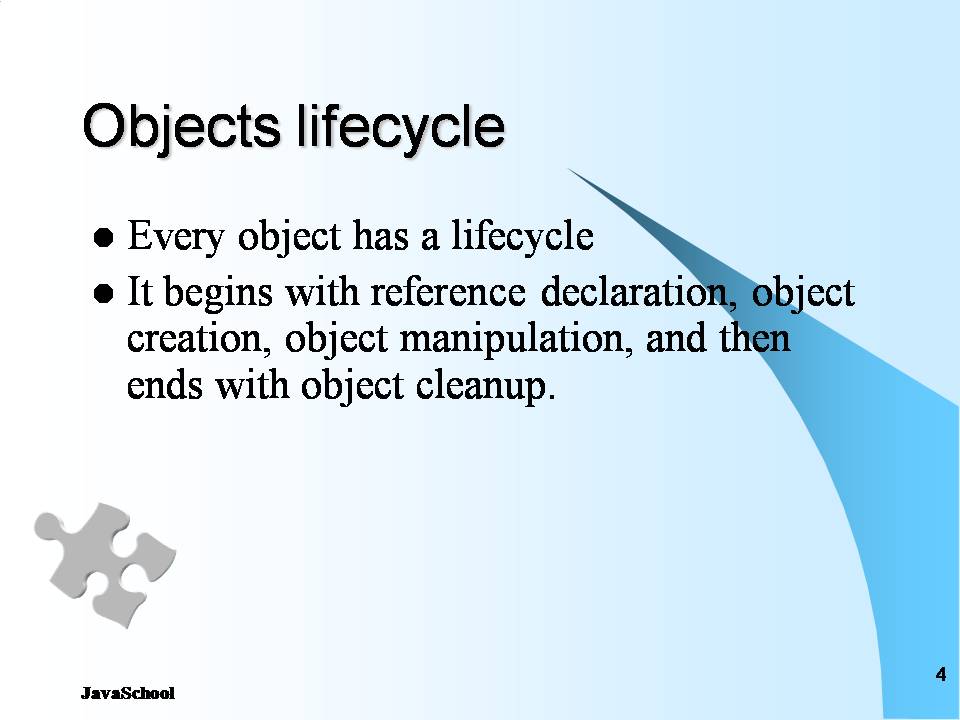 Objects lifecycle
Every object has a lifecycle
It begins with reference declaration, object
creation, object manipulation, and then
ends with object cleanup.
JavaSchool
4